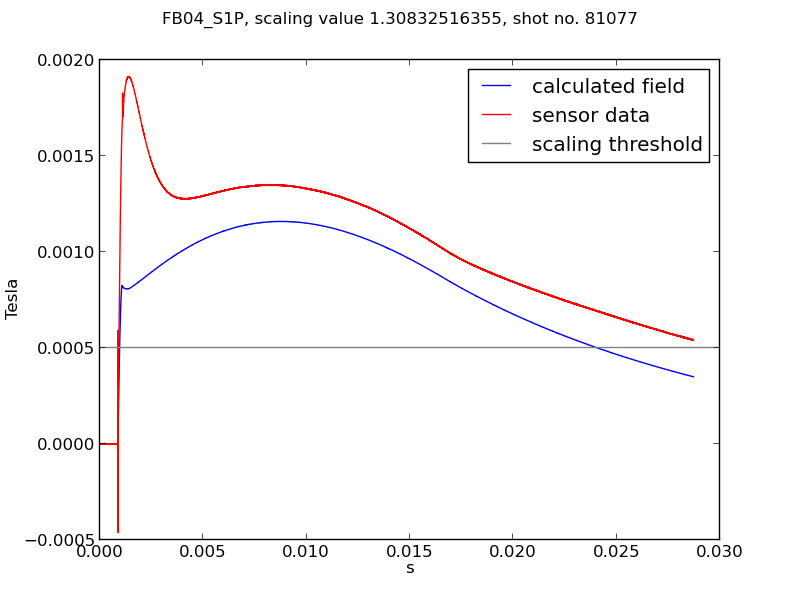 FB04_S1P, scaling value 1.30832516355, shot no. 81077
0.0020
0.0015
0.0010
0.0005
0.0000
−0.0005
Tesla
calculated field
sensor data
scaling threshold
0.000
0.005
0.010
0.015
0.020
0.025
0.030
s